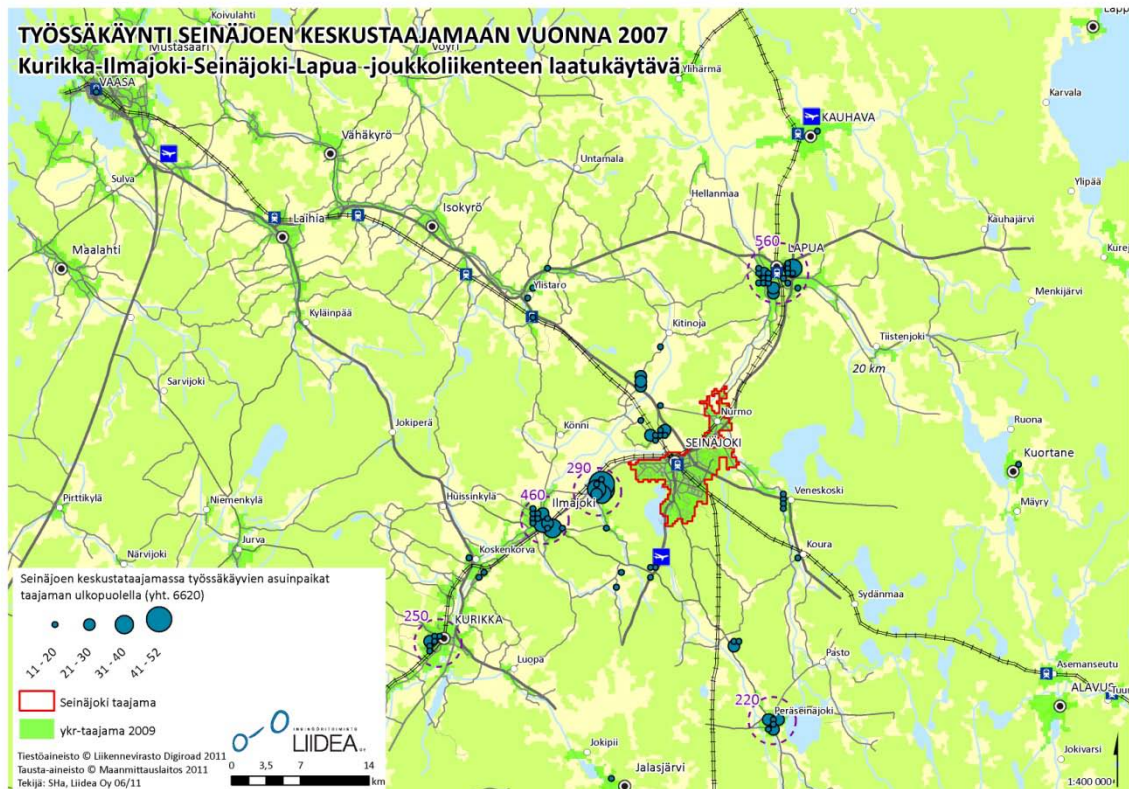 TYÖSSÄKÄYNTI SEINÄJOEN KESKUSTAAJAMAAN VUONNA 2007
Kurikka-Ilmajoki-Seinäjoki-Lapua -joukkoliikenteen laatukäytävä
Koivulahti
Mustasaari
Vöyri
VAASA
Ylihärmä
Karvala
KAUHAVA
Vähäkyrö
Untamala
Sulva
Hellanmaa
Ylipää
Isokyrö
Laihia
Kauhajärvi
Maalahti
560
LAPUA
Ylistaro
Menkijärvi
Kyläinpää
Kitinoja
Tiistenjoki
20 km
Sarvijoki
Nurmo
Jokiperä
Könni
SEINÄJOKI
Ruona
Kuortane
290
Pirttikylä
Niemenkylä
Huissinkylä
460
Ilmajoki
Veneskoski
Mäyry
Närvijoki
Jurva
Koskenkorva
Koura
Sydänmaa
250
KURIKKA
Luopa
Pasto
Asemanseutu
ALAVUS
220
Peräseinäjoki
Jokipii
Jalasjärvi
Jokivarsi
Seinäjoen keskustataajamassa työssäkäyvien asuinpaikat
taajaman ulkopuolella (yht. 6620)
11 - 20
21 - 30
31 - 40
41 - 52
Seinäjoki taajama
ykr-taajama 2009
INSINÖÖRITOIMISTO
LIIDEA
Tiestöaineisto © Liikennevirasto Digiroad 2011
Tausta-aineisto © Maanmittauslaitos 2011
Tekijä: SHa, Liidea Oy 06/11
0 3,5 7 14
km
1:400 000